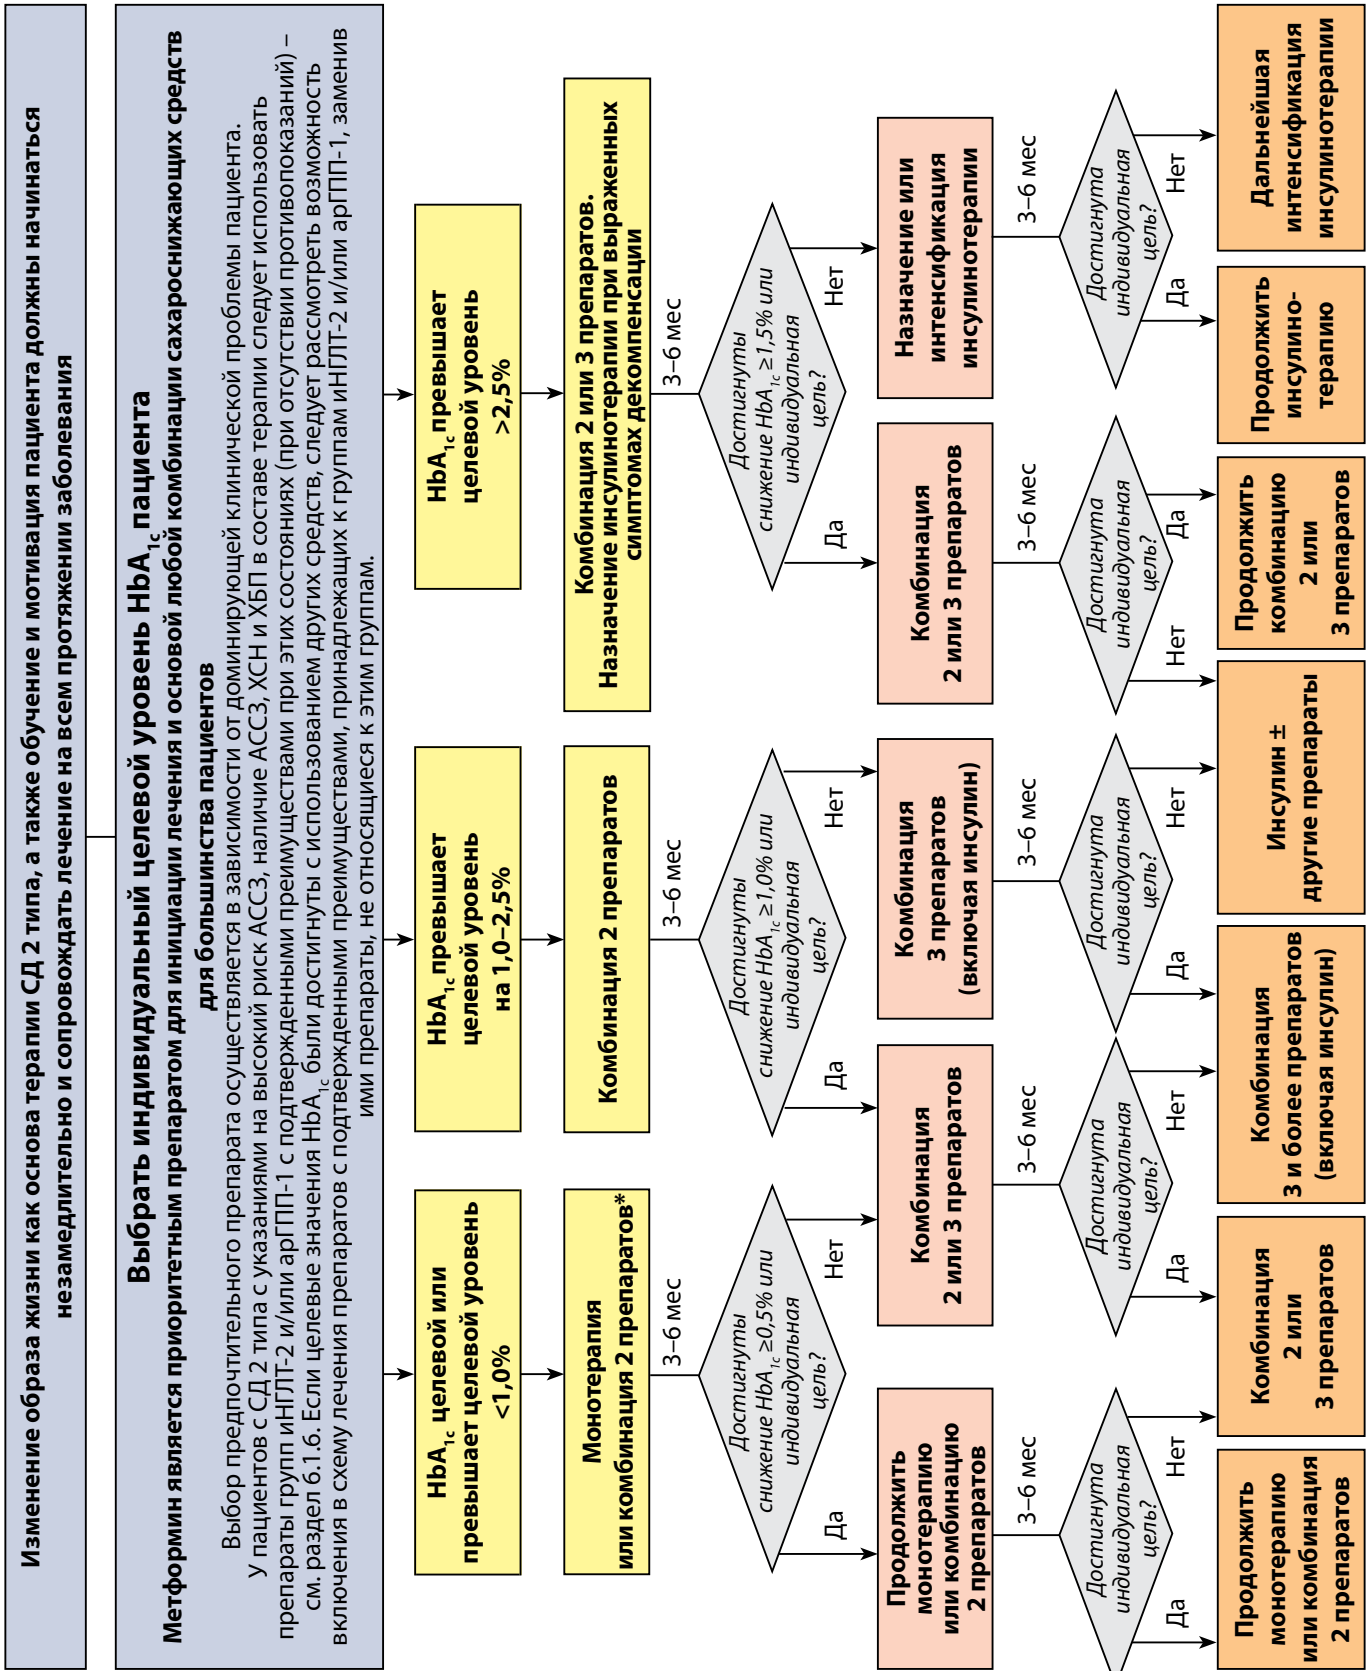 Изменение образа жизни как основа терапии СД 2 типа, а также обучение и мотивация пациента должны начинаться
незамедлительно и сопровождать лечение на всем протяжении заболевания
Выбрать индивидуальный целевой уровень HbA1c пациента
Метформин является приоритетным препаратом для инициации лечения и основой любой комбинации сахароснижающих средств
для большинства пациентов
Выбор предпочтительного препарата осуществляется в зависимости от доминирующей клинической проблемы пациента.
У пациентов с СД 2 типа с указаниями на высокий риск АССЗ, наличие АССЗ, ХСН и ХБП в составе терапии следует использовать
препараты групп иНГЛТ-2 и/или арГПП-1 с подтвержденными преимуществами при этих состояниях (при отсутствии противопоказаний) –
см. раздел 6.1.6. Если целевые значения HbA1c были достигнуты с использованием других средств, следует рассмотреть возможность
включения в схему лечения препаратов с подтвержденными преимуществами, принадлежащих к группам иНГЛТ-2 и/или арГПП-1, заменив
ими препараты, не относящиеся к этим группам.
HbA1c целевой или
превышает целевой уровень
<1,0%
HbA1c превышает
целевой уровень
на 1,0–2,5%
HbA1c превышает
целевой уровень
>2,5%
Монотерапия
или комбинация 2 препаратов*
Комбинация 2 препаратов
Комбинация 2 или 3 препаратов.
Назначение инсулинотерапии при выраженных
симптомах декомпенсации
3–6 мес
3–6 мес
3–6 мес
Достигнуты
снижение HbA1c ≥0,5% или
индивидуальная
цель?
Достигнуты
снижение HbA1c ≥1,0% или
индивидуальная
цель?
Достигнуты
снижение HbA1c ≥1,5% или
индивидуальная
цель?
Да
Нет
Да
Нет
Да
Нет
Продолжить
монотерапию
или комбинацию
2 препаратов
Комбинация
2 или 3 препаратов
Комбинация
3 препаратов
(включая инсулин)
Комбинация
2 или 3 препаратов
Назначение или
интенсификация
инсулинотерапии
3–6 мес
3–6 мес
3–6 мес
3–6 мес
3–6 мес
Достигнута
индивидуальная
цель?
Достигнута
индивидуальная
цель?
Достигнута
индивидуальная
цель?
Достигнута
индивидуальная
цель?
Достигнута
индивидуальная
цель?
Да
Нет
Да
Нет
Да
Нет
Нет
Да
Да
Нет
Продолжить
монотерапию
или комбинация
2 препаратов
Комбинация
2 или
3 препаратов
Комбинация
3 и более препаратов
(включая инсулин)
Инсулин ±
другие препараты
Продолжить
комбинацию
2 или
3 препаратов
Продолжить
инсулино-
терапию
Дальнейшая
интенсификация
инсулинотерапии